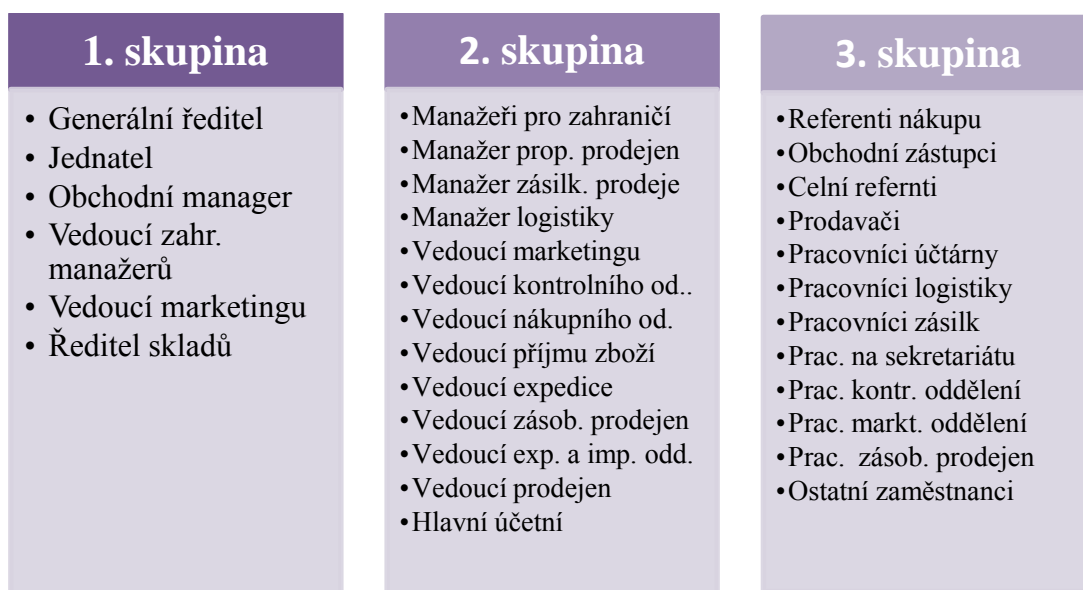 1. skupina
• Generální ředitel
• Jednatel
• Obchodní manager
• Vedoucí zahr.
manažerů
• Vedoucí marketingu
• Ředitel skladů
2. skupina
•Manažeři pro zahraničí
•Manažer prop. prodejen
•Manažer zásilk. prodeje
•Manažer logistiky
•Vedoucí marketingu
•Vedoucí kontrolního od..
•Vedoucí nákupního od.
•Vedoucí příjmu zboží
•Vedoucí expedice
•Vedoucí zásob. prodejen
•Vedoucí exp. a imp. odd.
•Vedoucí prodejen
•Hlavní účetní
3. skupina
•Referenti nákupu
•Obchodní zástupci
•Celní refernti
•Prodavači
•Pracovníci účtárny
•Pracovníci logistiky
•Pracovníci zásilk
•Prac. na sekretariátu
•Prac. kontr. oddělení
•Prac. markt. oddělení
•Prac. zásob. prodejen
•Ostatní zaměstnanci